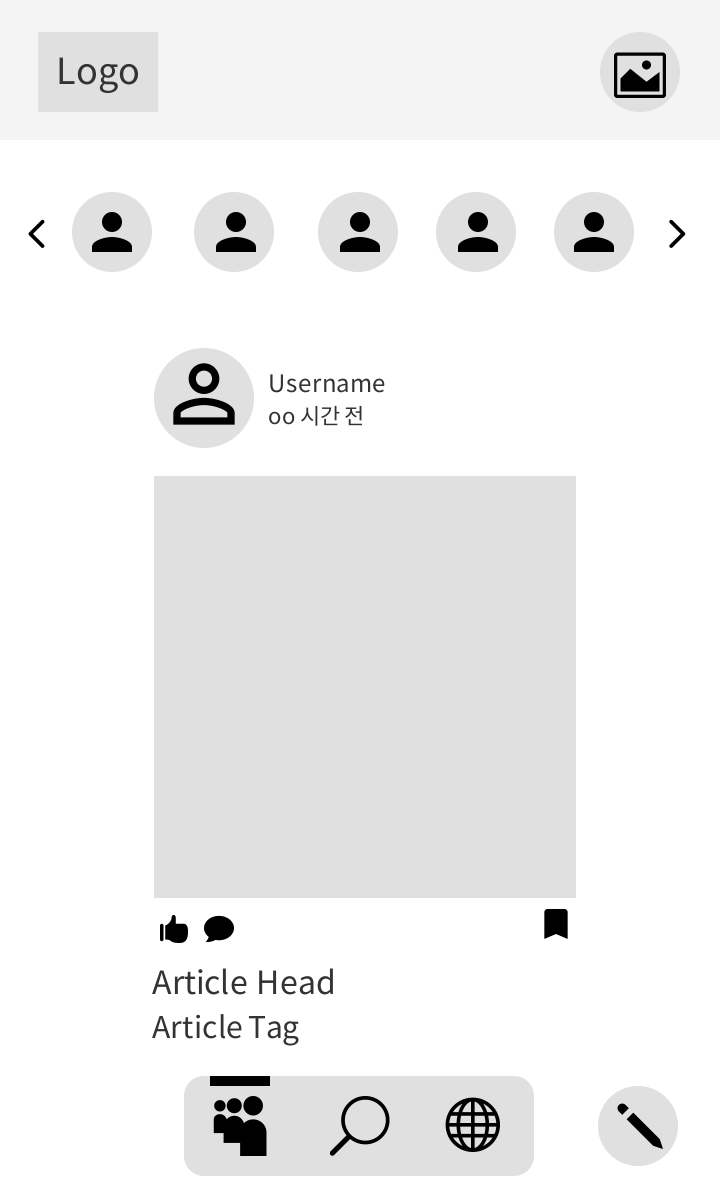 Logo
Username
oo 시간 전
Article Head
Article Tag